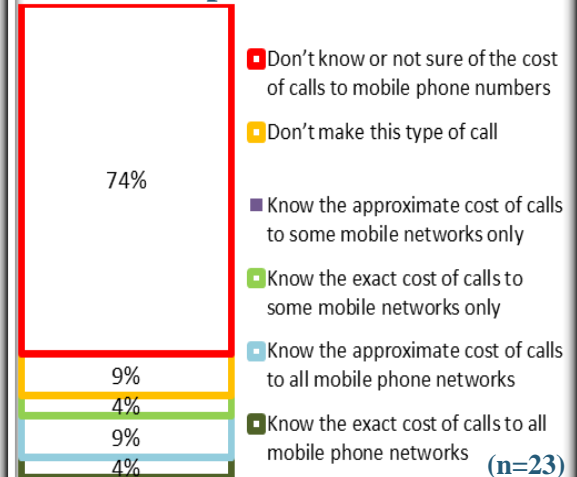 Don't know or not sure of the cost
of calls to mobile phone numbers
Don't make this type of call
74%
Know the approximate cost of calls
to some mobile networks only
Know the exact cost of calls to
some mobile networks only
Know the approximate cost of calls
to all mobile phone networks
9%
4%
Know the exact cost of calls to all
mobile phone networks
9%
4%
(n=23)